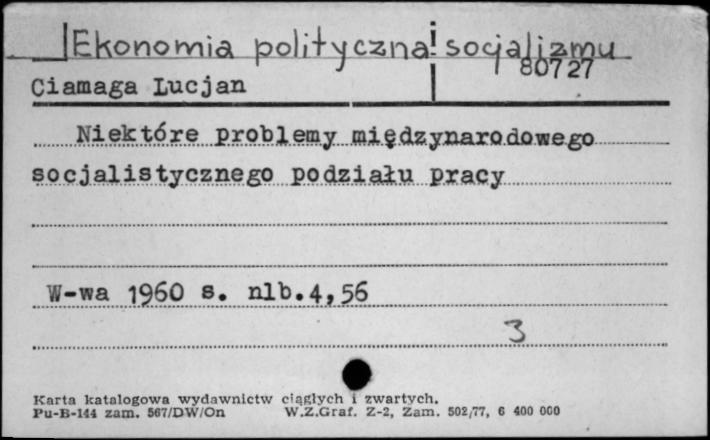 Ekonomia polityczna socjalizmu
80727
Ciamaga Lucjan
Niektóre problemy międzynarodowego
socjalistycznego podziału pracy
W-wa 1960 s. nlb.4,56
3
Karta katalogowa wydawnictw ciągłych i zwartych.
Pu-B-144 zam. 567/DW/On W.Z.Graf. Z-2, Zam. 502/77, 6 400 000